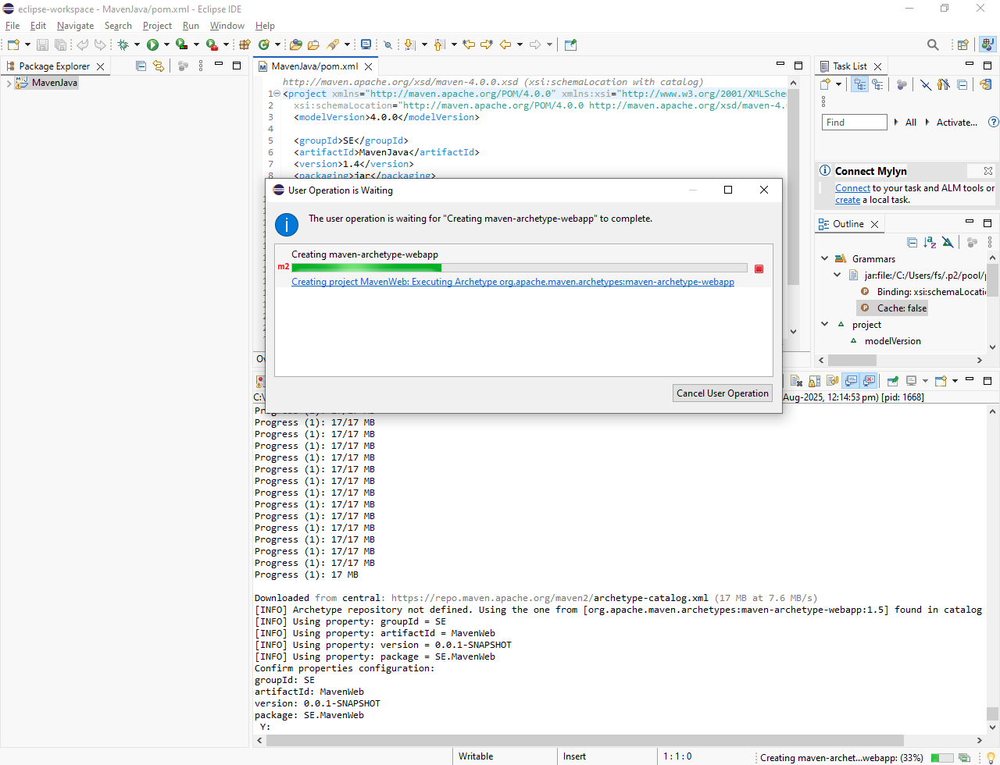 eclipse-workspace - MavenJava/pom.xml - Eclipse IDE
File Edit Navigate Search Project Run Window Help
Package Explorer
MavenJava
MavenJava/pom.xml
http://maven.apache.org/xsd/maven-4.0.0.xsd (xsi:schemaLocation with catalog)
1 <project xmlns="http://maven.apache.org/POM/4.0.0" xmlns:xsi="http://www.w3.org/2001/XMLSche
2 xsi:schemaLocation="http://maven.apache.org/POM/4.0.0 http://maven.apache.org/xsd/maven-4.
3 <modelVersion>4.0.0</modelVersion>
4
5 <groupId>SE</groupId>
6 <artifactId>MavenJava</artifactId>
7 <version>1.4</version>
8 <packaging>jar</packaging>
Task List
Find All Activate...
Connect Mylyn
Connect to your task and ALM tools or
create a local task.
Outline
Grammars
jar:file:/C:/Users/fs/.p2/pool/
Binding: xsi:schemaLocati
Cache: false
project
modelVersion
User Operation is Waiting
The user operation is waiting for "Creating maven-archetype-webapp" to complete.
Creating maven-archetype-webapp
m2
Creating project MavenWeb: Executing Archetype org.apache.maven.archetypes:maven-archetype-webapp
Cancel User Operation
Ov
C:\
Aug-2025, 12:14:53 pm) [pid: 1668]
Progress (1): 17/17 MB
Progress (1): 17/17 MB
Progress (1): 17/17 MB
Progress (1): 17/17 MB
Progress (1): 17/17 MB
Progress (1): 17/17 MB
Progress (1): 17/17 MB
Progress (1): 17/17 MB
Progress (1): 17/17 MB
Progress (1): 17/17 MB
Progress (1): 17/17 MB
Progress (1): 17/17 MB
Progress (1): 17/17 MB
Progress (1): 17/17 MB
Progress (1): 17 MB
Downloaded from central: https://repo.maven.apache.org/maven2/archetype-catalog.xml (17 MB at 7.6 MB/s)
[INFO] Archetype repository not defined. Using the one from [org.apache.maven.archetypes:maven-archetype-webapp:1.5] found in catalog
[INFO] Using property: groupId = SE
[INFO] Using property: artifactId = MavenWeb
[INFO] Using property: version = 0.0.1-SNAPSHOT
[INFO] Using property: package = SE.MavenWeb
Confirm properties configuration:
groupId: SE
artifactId: MavenWeb
version: 0.0.1-SNAPSHOT
package: SE.MavenWeb
Y:
Writable Insert 1 : 1 : 0 Creating maven-archet...webapp: (33%)